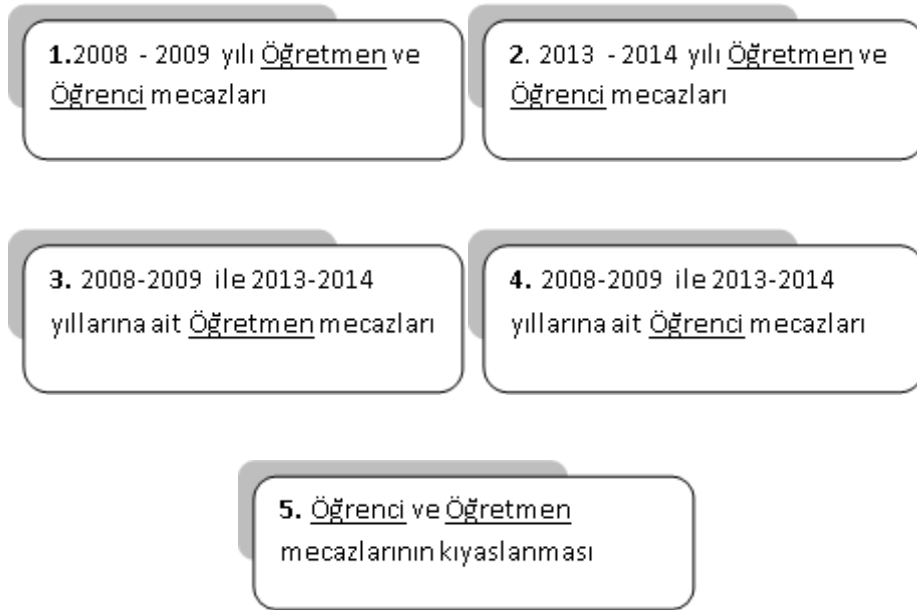 1.2008 - 2009 yılı Öğretmen ve
Öğrenci mecazları
2. 2013 - 2014 yılı Öğretmen ve
Öğrenci mecazları
3. 2008-2009 ile 2013-2014
yıllarına ait Öğretmen mecazları
4. 2008-2009 ile 2013-2014
yıllarına ait Öğrenci mecazları
5. Öğrenci ve Öğretmen
mecazlarının kıyaslanması